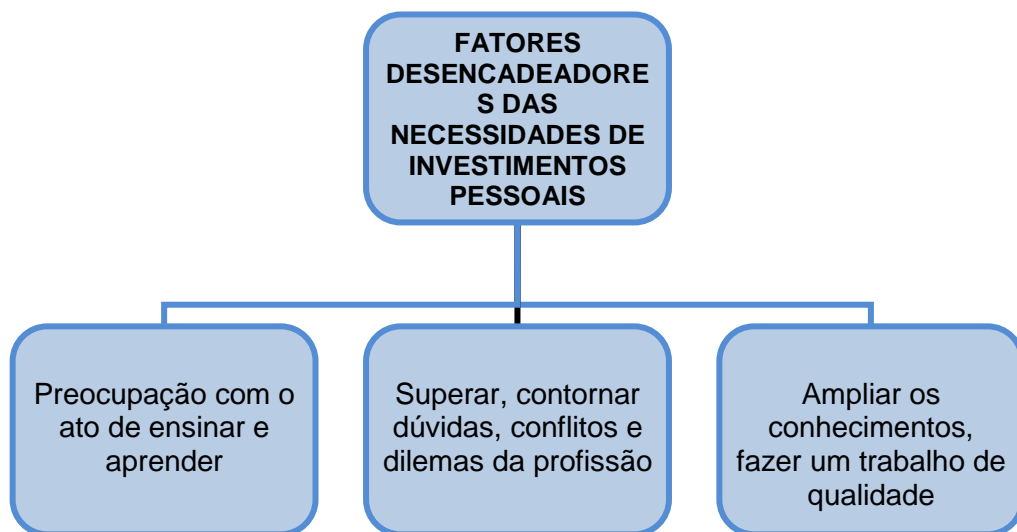 FATORES
DESENCADEADORE
S DAS
NECESSIDADES DE
INVESTIMENTOS
PESSOAIS
Preocupação com o
ato de ensinar e
aprender
Superar, contornar
dúvidas, conflitos e
dilemas da profissão
Ampliar os
conhecimentos,
fazer um trabalho de
qualidade